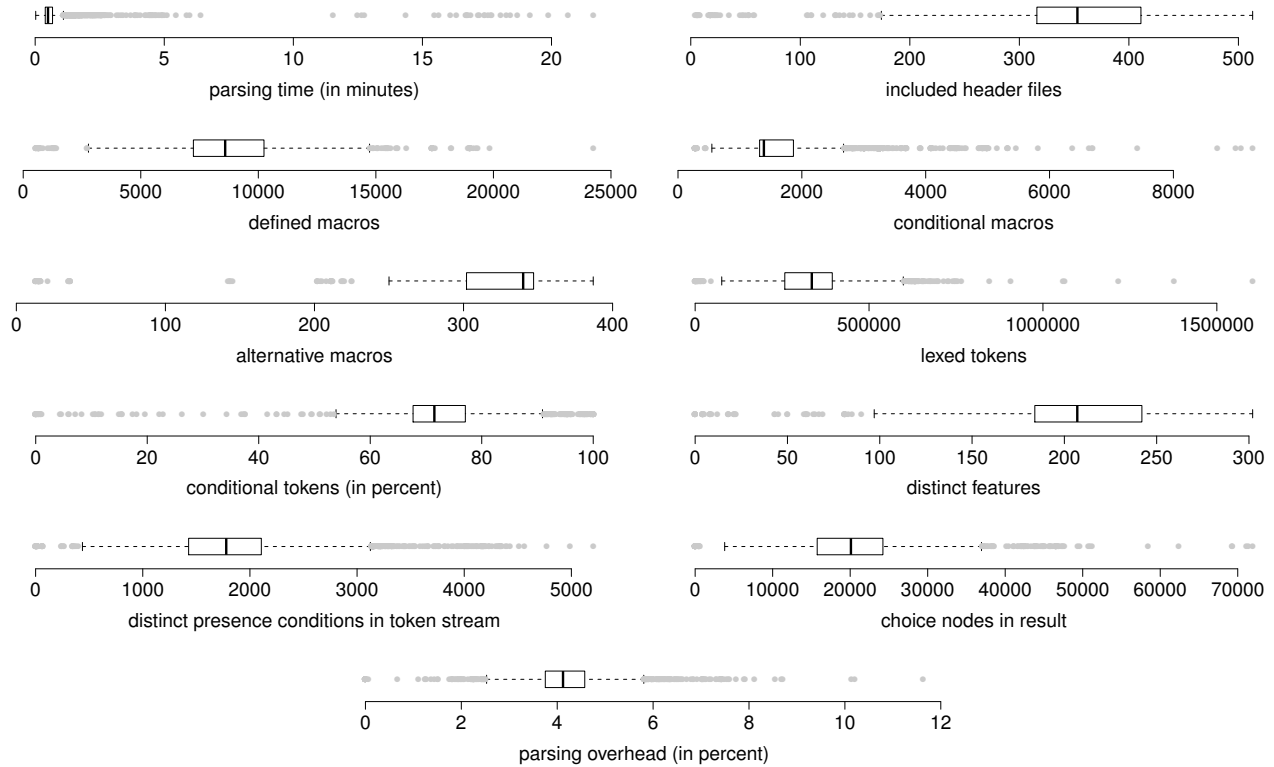 0 5 10 15 20
parsing time (in minutes)
0 100 200 300 400 500
included header files
0 5000 10000 15000 20000 25000
defined macros
0 2000 4000 6000 8000
conditional macros
0 100 200 300 400
alternative macros
0 500000 1000000 1500000
lexed tokens
0 20 40 60 80 100
conditional tokens (in percent)
0 50 100 150 200 250 300
distinct features
0 1000 2000 3000 4000 5000
distinct presence conditions in token stream
0 10000 20000 30000 40000 50000 60000 70000
choice nodes in result
0 2 4 6 8 10 12
parsing overhead (in percent)